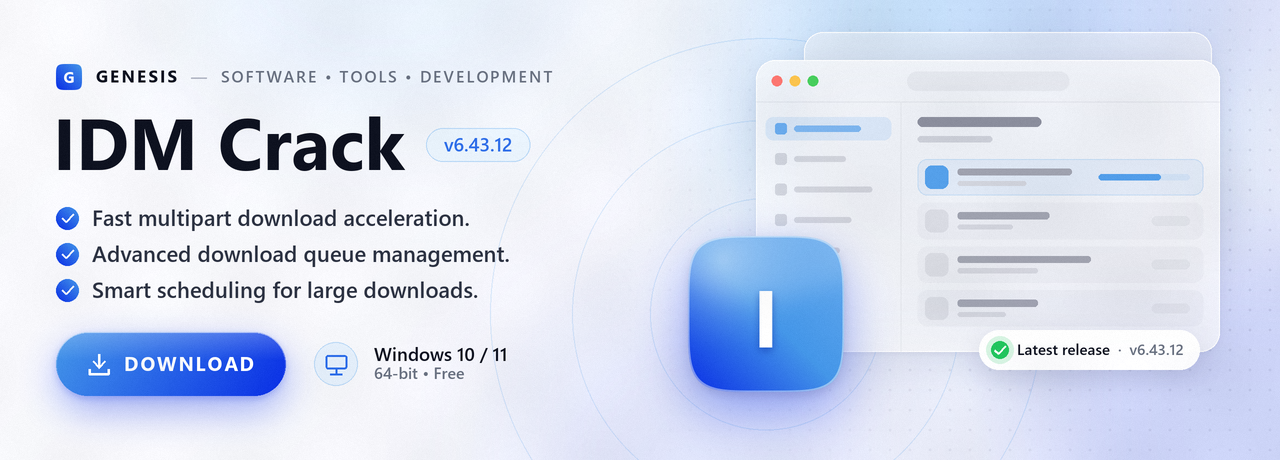 G GENESIS — SOFTWARE • TOOLS • DEVELOPMENT
IDM Crack v6.43.12
Fast multipart download acceleration.
Advanced download queue management.
Smart scheduling for large downloads.
DOWNLOAD
Windows 10 / 11
64-bit • Free
I
Latest release · v6.43.12